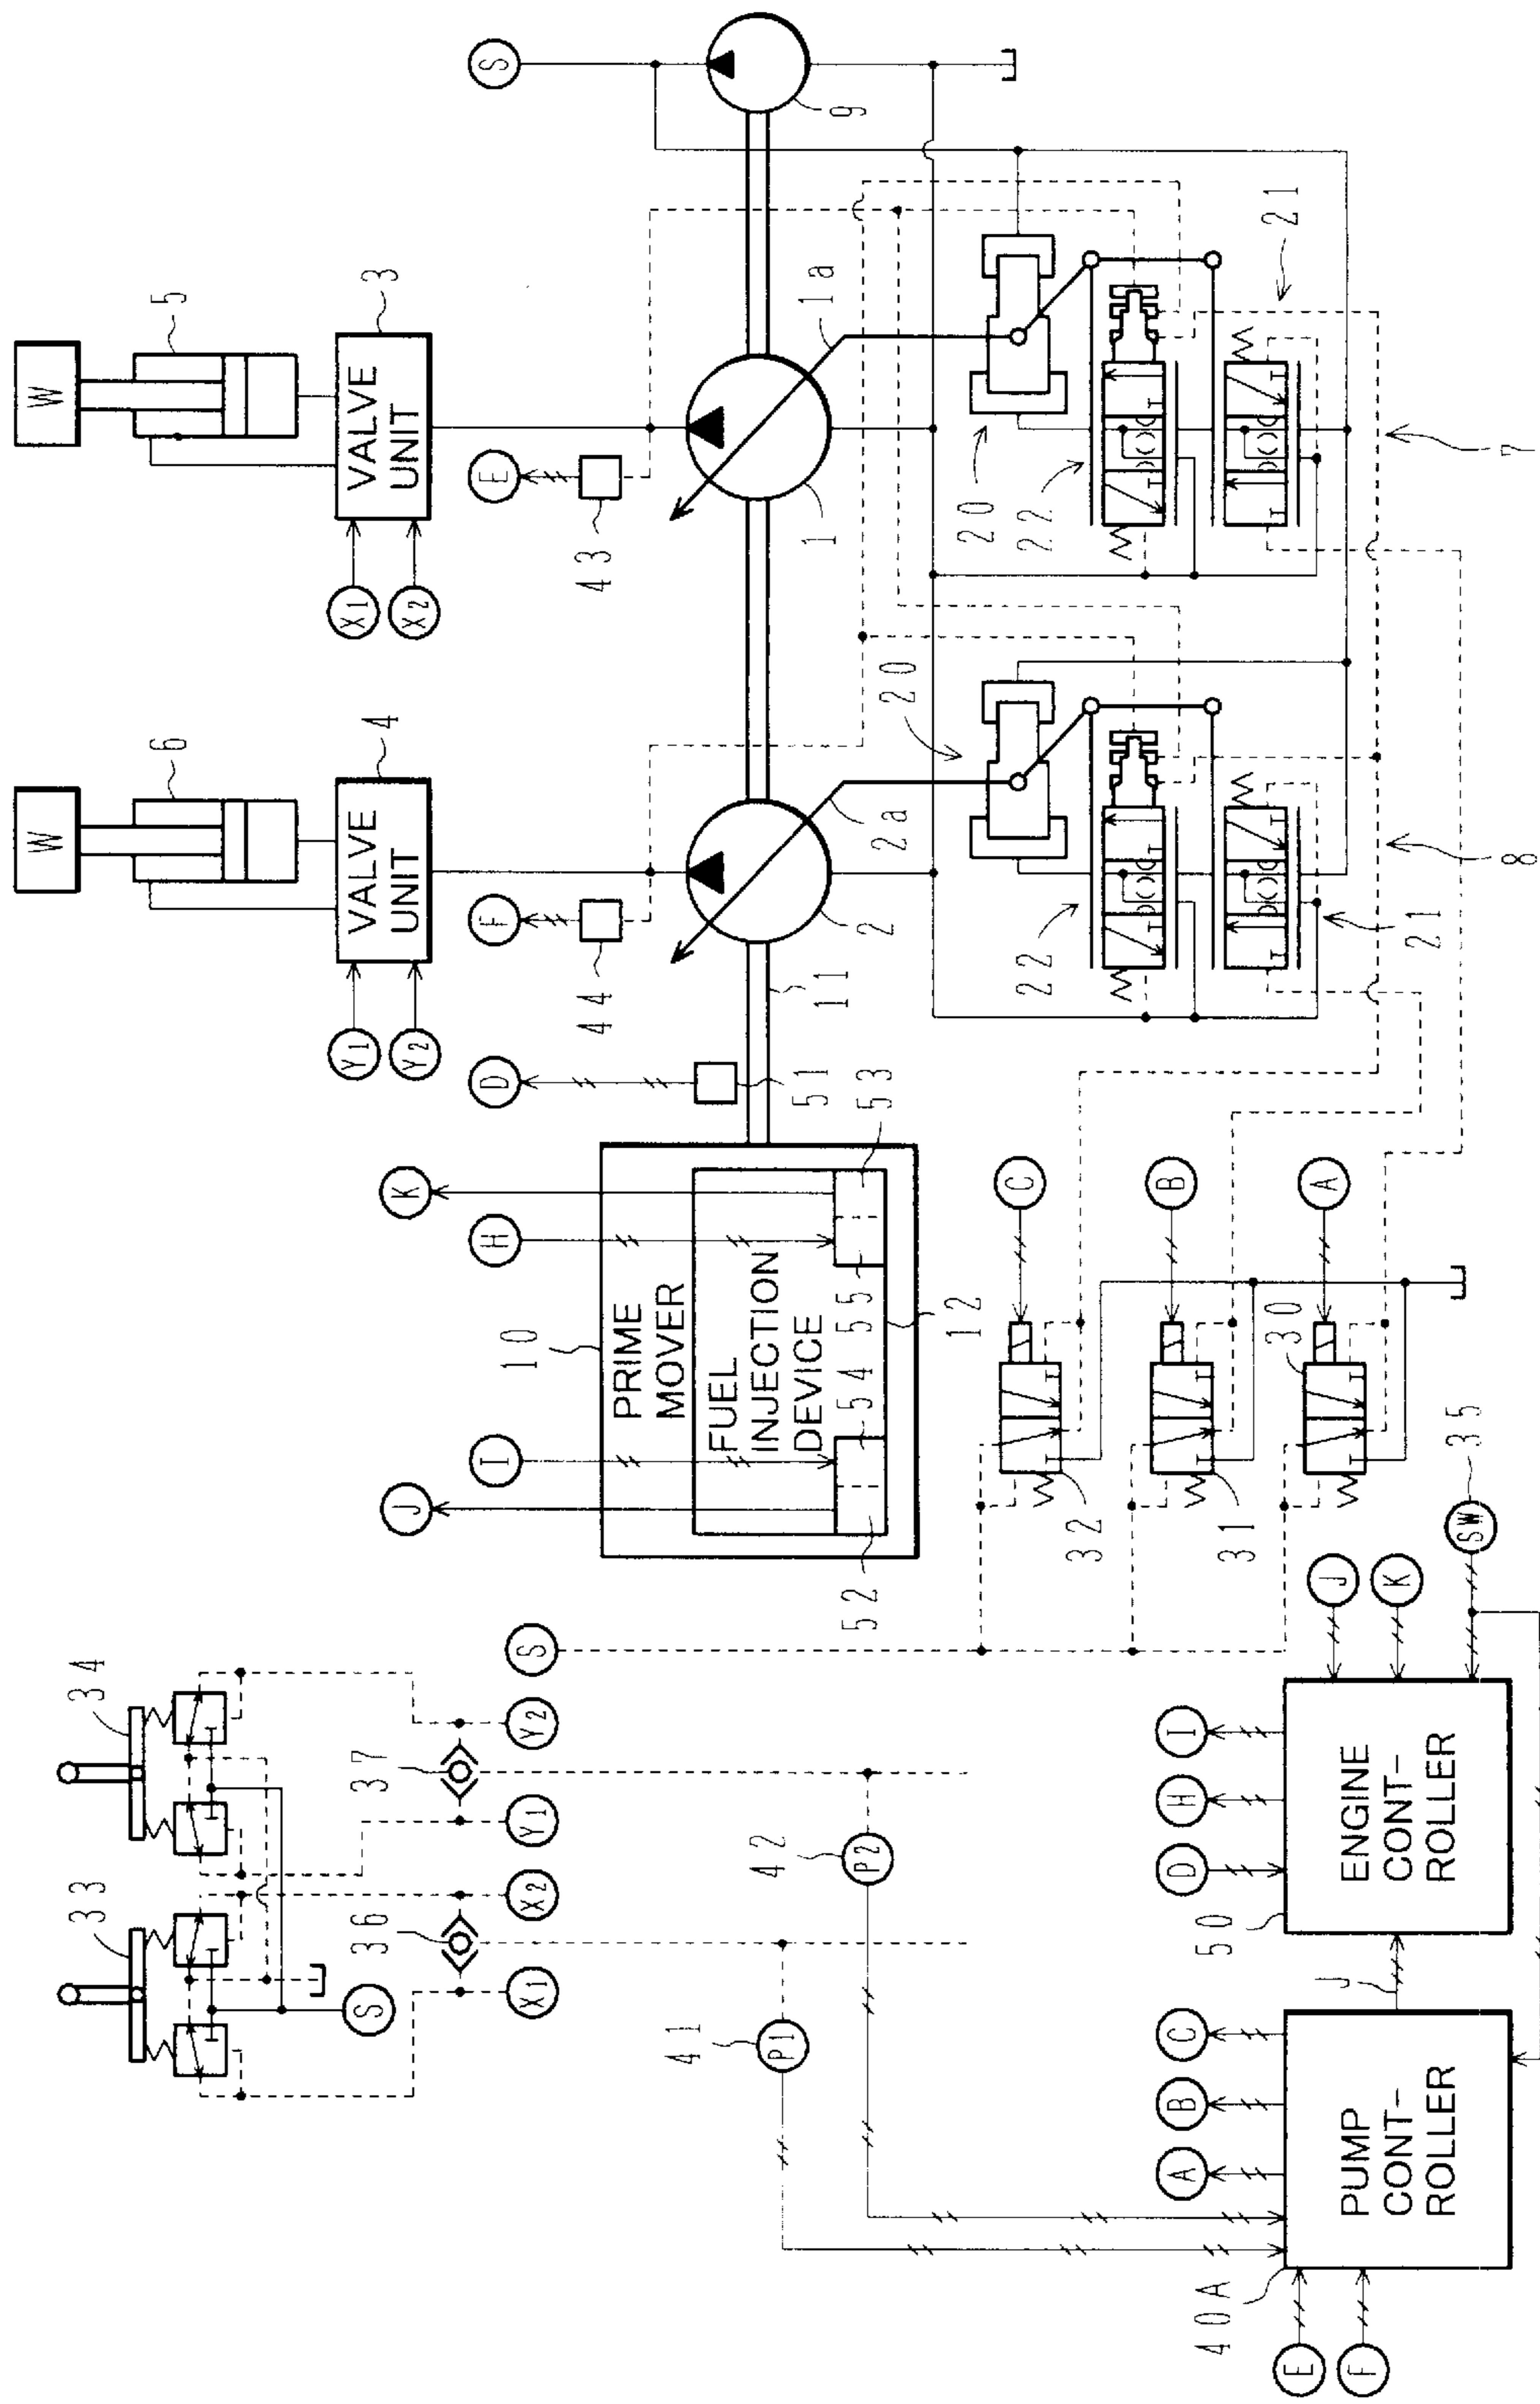 W
W
34
33
6
5
S
36
37
Y1
Y2
VALVE
UNIT
4
X1
X2
VALVE
UNIT
3
X1
X2
Y1
Y2
S
J
I
H
K
D
F
E
S
44
43
10
PRIME
MOVER
FUEL
INJECTION
DEVICE
52
54
55
53
12
51
11
2
2a
1
1a
9
41
P1
42
P2
20
20
22
22
21
21
32
C
31
B
30
A
7
8
A
B
C
D
H
I
40A
E
F
PUMP
CONT-
ROLLER
J
50
ENGINE
CONT-
ROLLER
J
K
SW
35